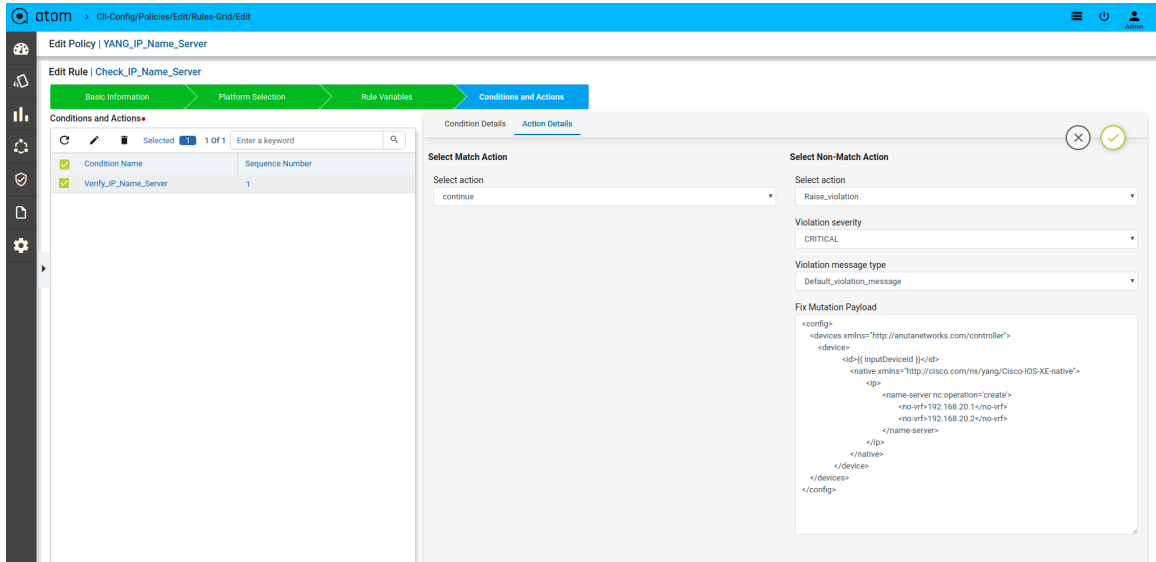 atom > Cli-Config/Policies/Edit/Rules-Grid/Edit
Admin
Edit Policy | YANG_IP_Name_Server
Edit Rule | Check_IP_Name_Server
Basic Information
Platform Selection
Rule Variables
Conditions and Actions
Conditions and Actions
Selected 1 1 Of 1 Enter a keyword
Condition Name Sequence Number
Verify_IP_Name_Server 1
Condition Details Action Details
Select Match Action
Select action
continue
Select Non-Match Action
Select action
Raise_violation
Violation severity
CRITICAL
Violation message type
Default_violation_message
Fix Mutation Payload
<config>
<devices xmlns="http://anutanetworks.com/controller">
<device>
<id>{{ inputDeviceId }}</id>
<native xmlns="http://cisco.com/ns/yang/Cisco-IOS-XE-native">
<ip>
<name-server nc:operation='create'>
<no-vrf>192.168.20.1</no-vrf>
<no-vrf>192.168.20.2</no-vrf>
</name-server>
</ip>
</native>
</device>
</devices>
</config>